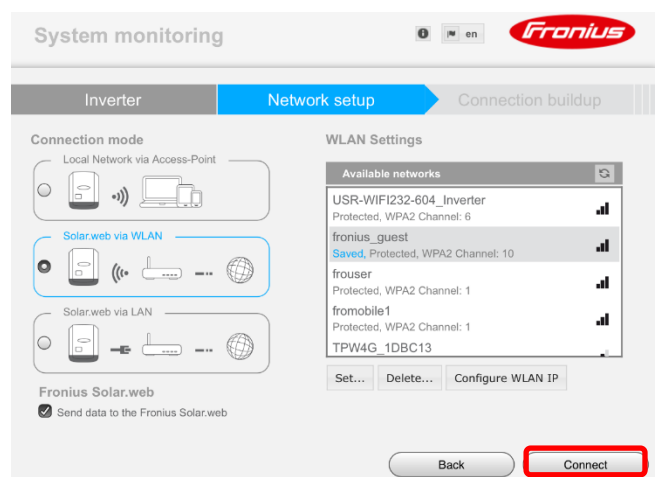 System monitoring
en
Fronius
Inverter
Network setup
Connection buildup
Connection mode
Local Network via Access-Point
Solar.web via WLAN
Solar.web via LAN
Fronius Solar.web
Send data to the Fronius Solar.web
WLAN Settings
Available networks
USR-WIFI232-604_Inverter
Protected, WPA2 Channel: 6
fronius_guest
Saved, Protected, WPA2 Channel: 10
frouser
Protected, WPA2 Channel: 1
fromobile1
Protected, WPA2 Channel: 1
TPW4G_1DBC13
Set... Delete... Configure WLAN IP
Back Connect